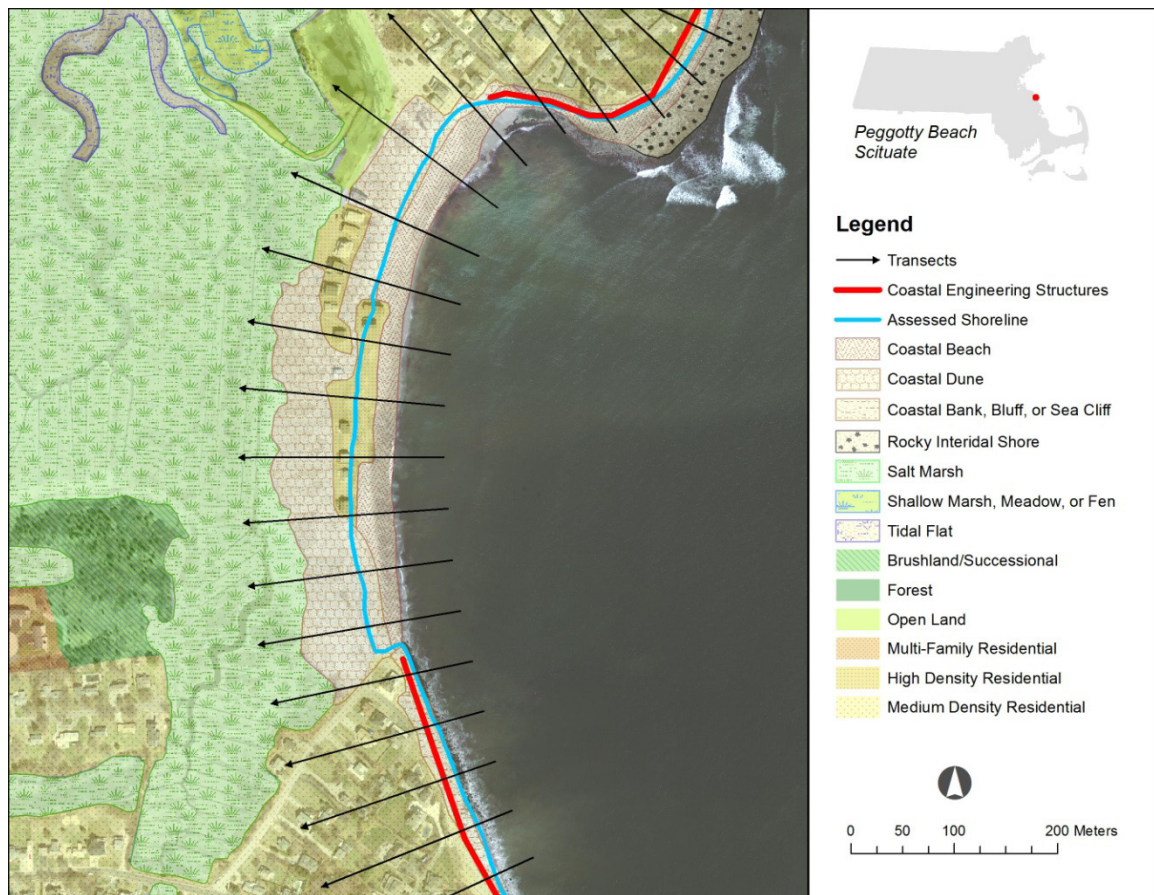 Peggotty Beach
Scituate
Legend
Transects
Coastal Engineering Structures
Assessed Shoreline
Coastal Beach
Coastal Dune
Coastal Bank, Bluff, or Sea Cliff
Rocky Interidal Shore
Salt Marsh
Shallow Marsh, Meadow, or Fen
Tidal Flat
Brushland/Successional
Forest
Open Land
Multi-Family Residential
High Density Residential
Medium Density Residential
0 50 100 200 Meters